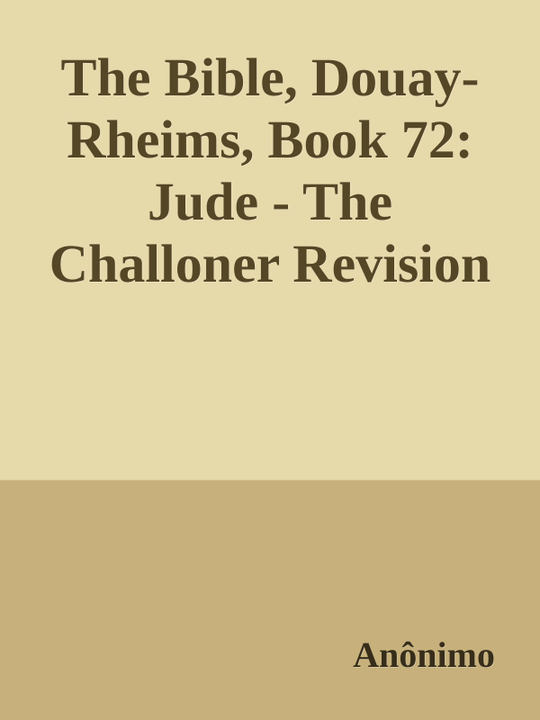 The Bible, Douay-
Rheims, Book 72:
Jude - The
Challoner Revision
Anônimo